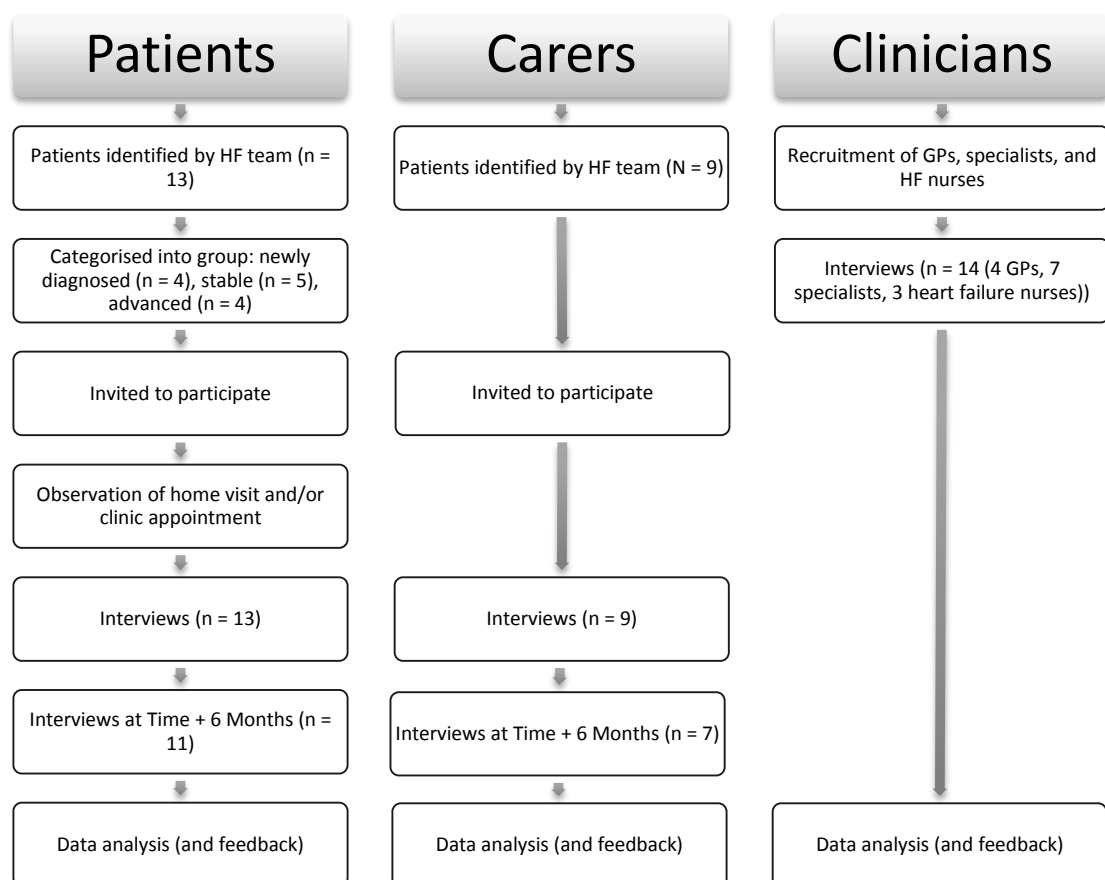 Patients
Patients identified by HF team (n =
13)
Categorised into group: newly
diagnosed (n = 4), stable (n = 5),
advanced (n = 4)
Invited to participate
Observation of home visit and/or
clinic appointment
Interviews (n = 13)
Interviews at Time + 6 Months (n =
11)
Data analysis (and feedback)
Carers
Patients identified by HF team (N = 9)
Invited to participate
Interviews (n = 9)
Interviews at Time + 6 Months (n = 7)
Data analysis (and feedback)
Clinicians
Recruitment of GPs, specialists, and
HF nurses
Interviews (n = 14 (4 GPs, 7
specialists, 3 heart failure nurses))
Data analysis (and feedback)